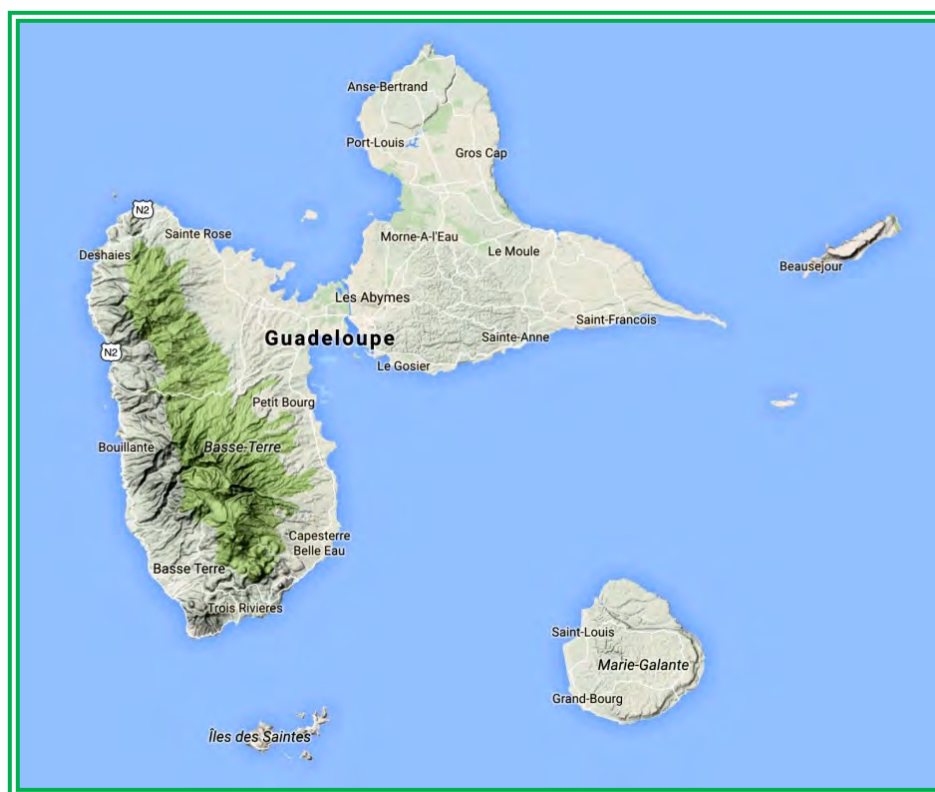 Anse-Bertrand
Port-Louis
Gros Cap
N2
Sainte Rose
Morne-A-l'Eau
Deshaies
Le Moule
Beausejour
Les Abymes
Saint-Francois
Guadeloupe
Sainte-Anne
N2
Le Gosier
Petit Bourg
Bouillante
Basse-Terre
Capesterre
Belle Eau
Basse Terre
Trois Rivieres
Saint-Louis
Marie-Galante
Grand-Bourg
Îles des Saintes